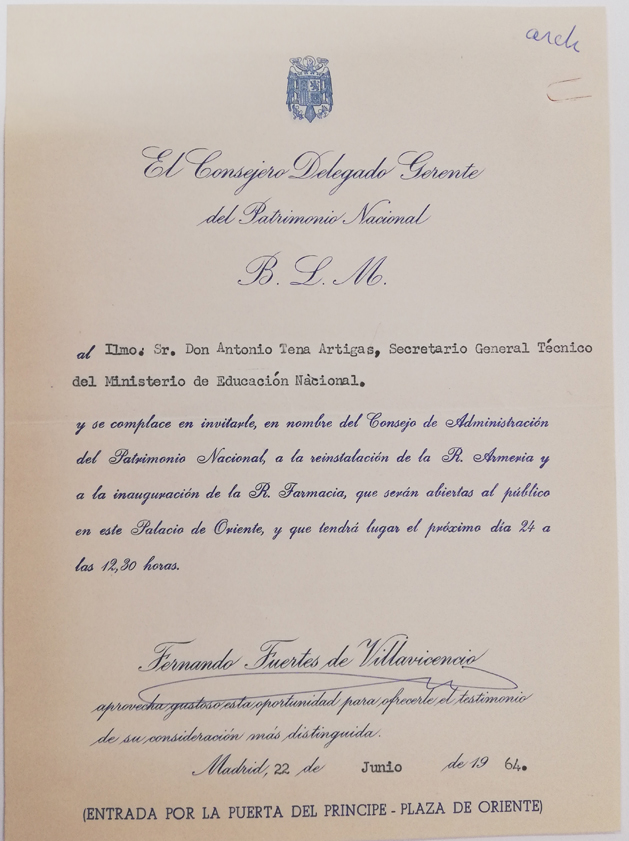 arch
El Consejero Delegado Gerente
del Patrimonio Nacional
B. L. M.
al Ilmo. Sr. Don Antonio Tena Artigas, Secretario General Técnico
del Ministerio de Educación Nacional.
y se complace en invitarle, en nombre del Consejo de Administración
del Patrimonio Nacional, a la reinstalación de la R. Armeria y
a la inauguración de la R. Farmacia, que serán abiertas al público
en este Palacio de Oriente, y que tendrá lugar el próximo día 24 a
las 12,30 horas.
Fernando Fuertes de Villavicencio
aprovecha gustoso esta oportunidad para ofrecerle el testimonio
de su consideración más distinguida.
Madrid, 22 de Junio de 19 64.
(ENTRADA POR LA PUERTA DEL PRINCIPE - PLAZA DE ORIENTE)